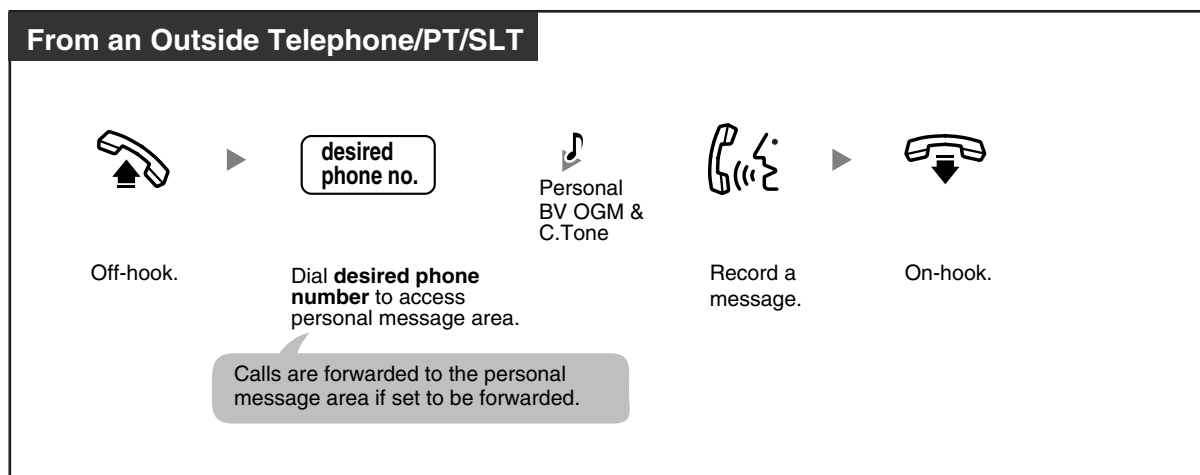 From an Outside Telephone/PT/SLT
desired
phone no.
Personal
BV OGM &
C.Tone
Off-hook.
Dial desired phone
number to access
personal message area.
Record a
message.
On-hook.
Calls are forwarded to the personal
message area if set to be forwarded.